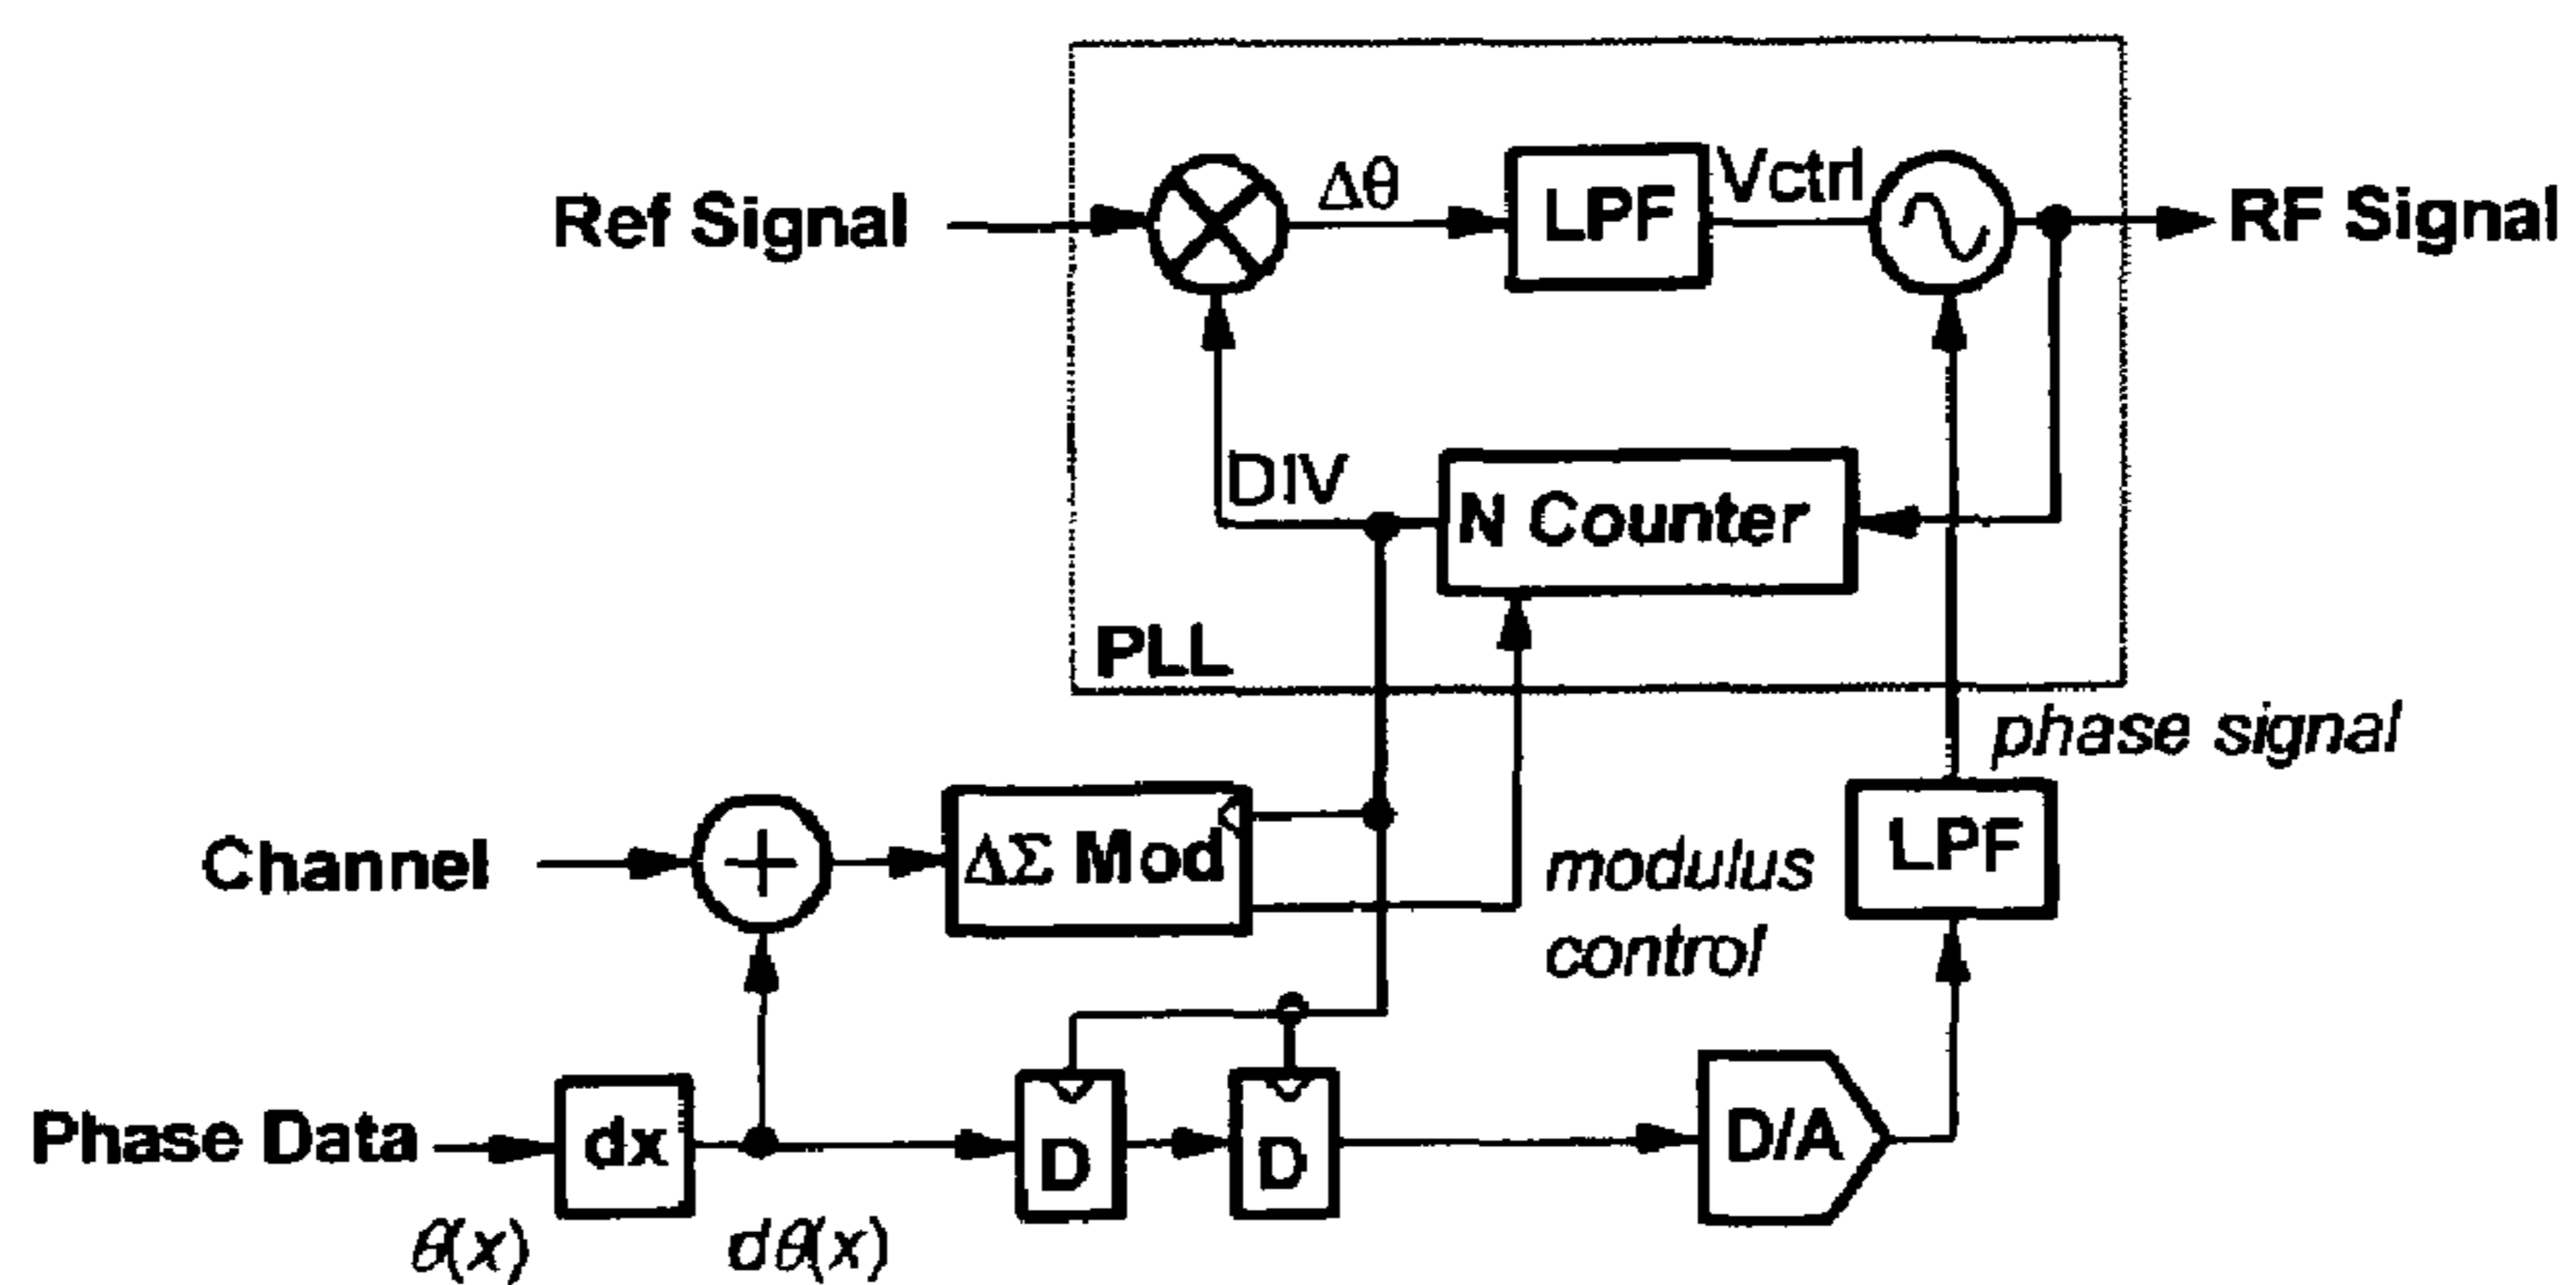 Ref Signal
Δθ
LPF
Vctrl
RF Signal
DIV
N Counter
PLL
phase signal
Channel
+
ΔΣ Mod
modulus
control
LPF
Phase Data
dx
D
D
D/A
θ(x)
dθ(x)